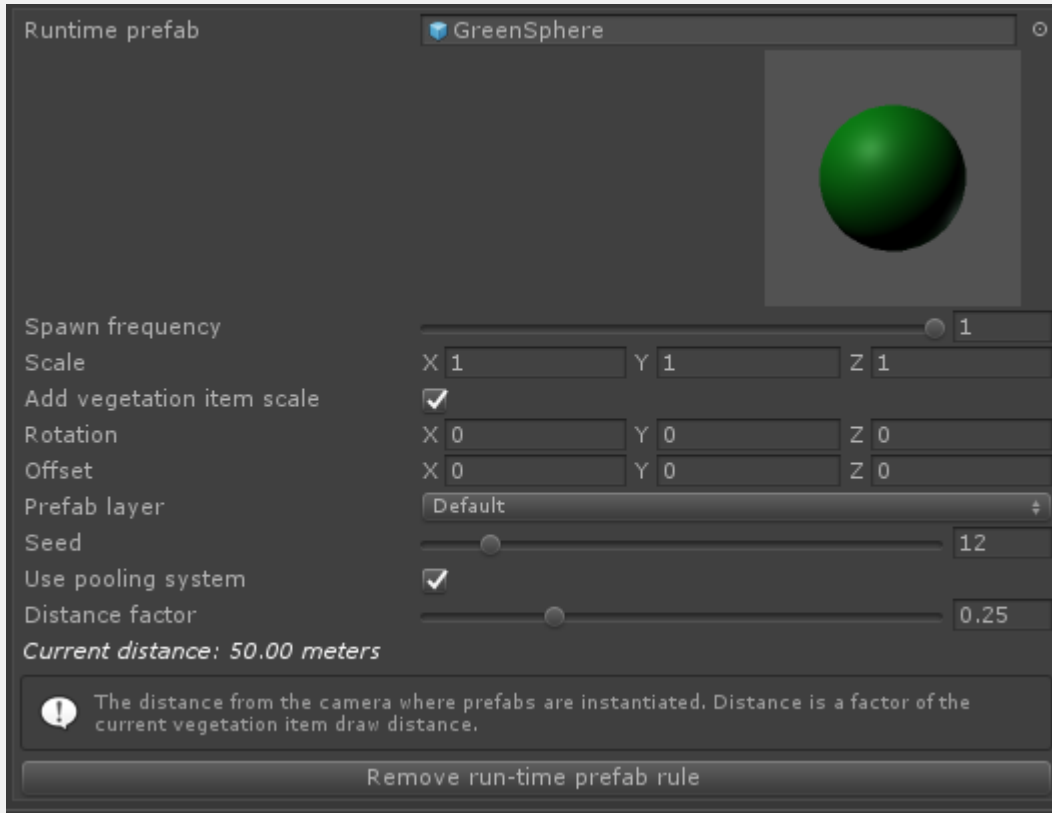 Runtime prefab GreenSphere
Spawn frequency 1
Scale X 1 Y 1 Z 1
Add vegetation item scale
Rotation X 0 Y 0 Z 0
Offset X 0 Y 0 Z 0
Prefab layer Default
Seed 12
Use pooling system
Distance factor 0.25
Current distance: 50.00 meters
The distance from the camera where prefabs are instantiated. Distance is a factor of the
current vegetation item draw distance.
Remove run-time prefab rule